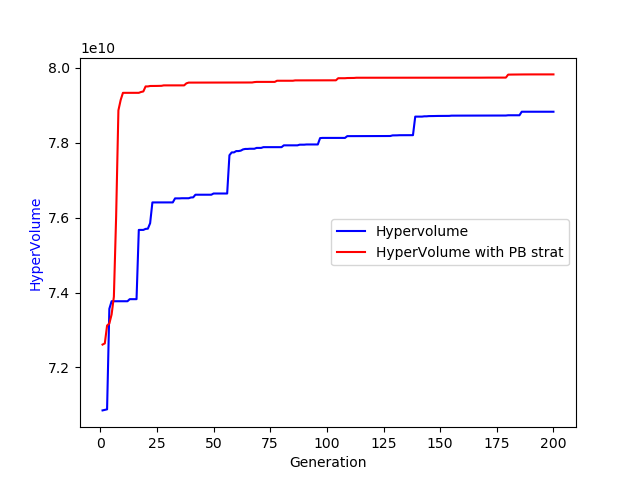 1e10
8.0
7.8
7.6
7.4
7.2
HyperVolume
Hypervolume
HyperVolume with PB strat
0 25 50 75 100 125 150 175 200
Generation